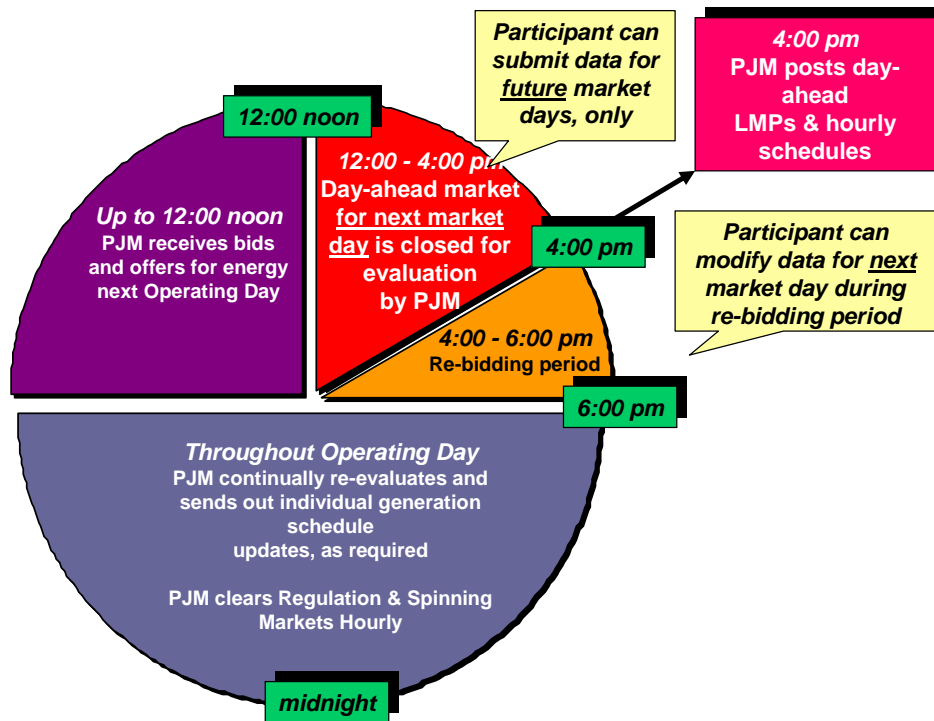 12:00 noon
Participant can
submit data for
future market
days, only
4:00 pm
PJM posts day-
ahead
LMPs & hourly
schedules
Up to 12:00 noon
PJM receives bids
and offers for energy
next Operating Day
12:00 - 4:00 pm
Day-ahead market
for next market
day is closed for
evaluation
by PJM
4:00 pm
Participant can
modify data for next
market day during
re-bidding period
4:00 - 6:00 pm
Re-bidding period
6:00 pm
Throughout Operating Day
PJM continually re-evaluates and
sends out individual generation
schedule
updates, as required
PJM clears Regulation & Spinning
Markets Hourly
midnight